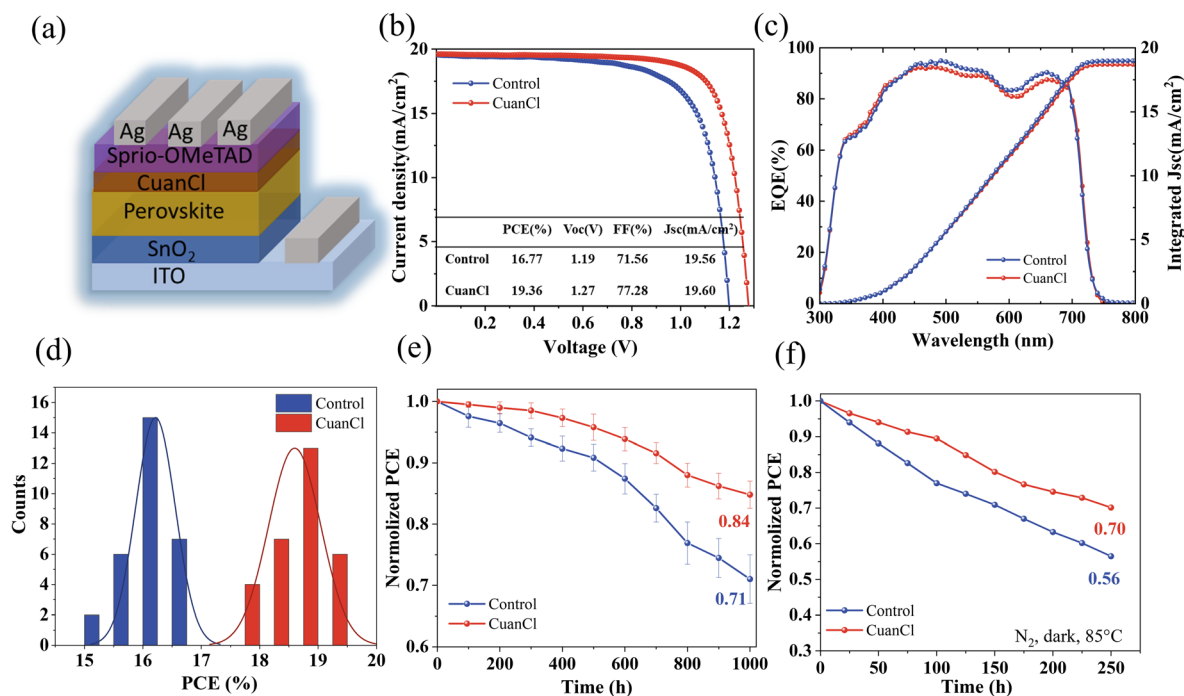 (a)
Ag Ag Ag
Sprio-OMeTAD
CuanCl
Perovskite
SnO₂
ITO
(b)
Current density(mA/cm²)
25
20
15
10
5
0
Control
CuanCl
PCE(%) Voc(V) FF(%) Jsc(mA/cm²)
Control 16.77 1.19 71.56 19.56
CuanCl 19.36 1.27 77.28 19.60
0.2 0.4 0.6 0.8 1.0 1.2
Voltage (V)
(c)
EQE(%)
100
80
60
40
20
0
Control
CuanCl
20
15
10
5
0
Integrated Jsc(mA/cm²)
300 400 500 600 700 800
Wavelength (nm)
(d)
Counts
16
14
12
10
8
6
4
2
0
Control
CuanCl
15 16 17 18 19 20
PCE (%)
(e)
Normolized PCE
1.0
0.9
0.8
0.7
0.6
0.84
0.71
Control
CuanCl
0 200 400 600 800 1000
Time (h)
(f)
Normolized PCE
1.0
0.9
0.8
0.7
0.6
0.5
0.4
0.3
0.70
0.56
Control
CuanCl
N₂, dark, 85°C
0 50 100 150 200 250
Time (h)